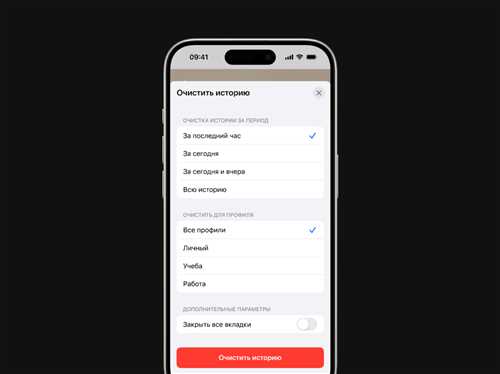 09:41
Очистить историю
ОЧИСТКА ИСТОРИИ ЗА ПЕРИОД
За последний час
За сегодня
За сегодня и вчера
Всю историю
ОЧИСТИТЬ ДЛЯ ПРОФИЛЯ
Все профили
Личный
Учеба
Работа
ДОПОЛНИТЕЛЬНЫЕ ПАРАМЕТРЫ
Закрыть все вкладки
Очистить историю